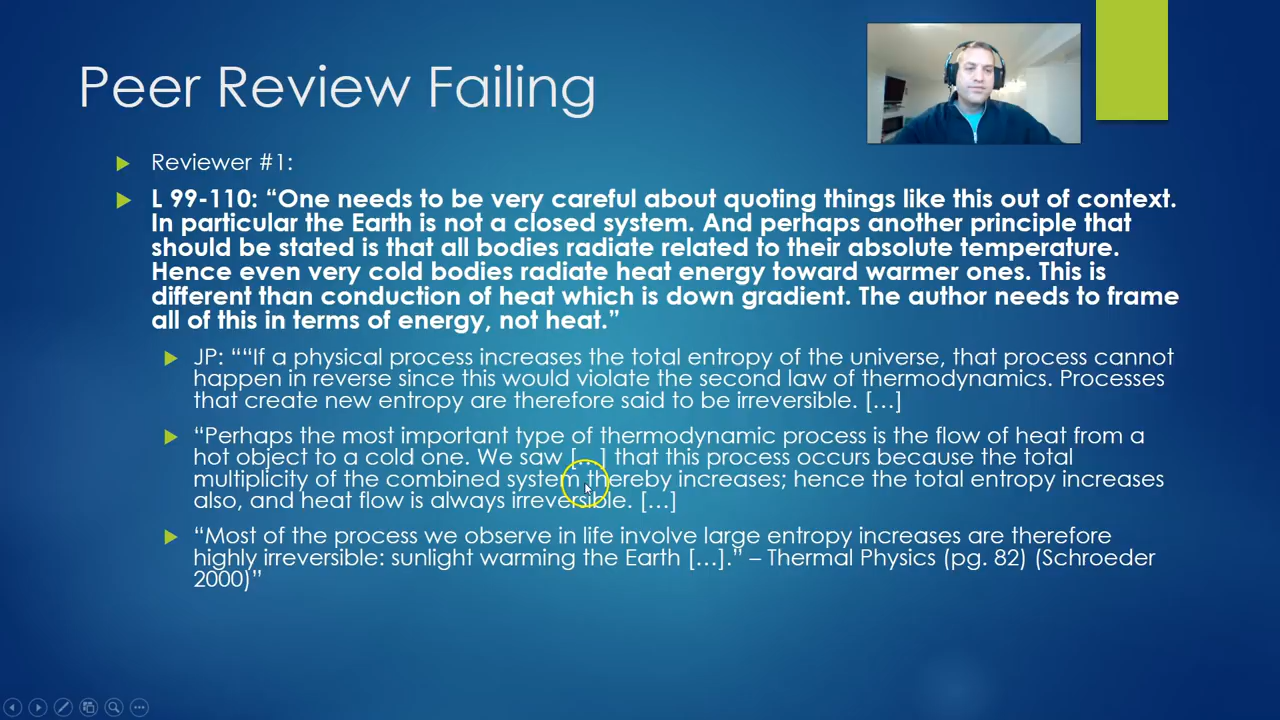 Peer Review Failing
Reviewer #1:
L 99-110: “One needs to be very careful about quoting things like this out of context.
In particular the Earth is not a closed system. And perhaps another principle that
should be stated is that all bodies radiate related to their absolute temperature.
Hence even very cold bodies radiate heat energy toward warmer ones. This is
different than conduction of heat which is down gradient. The author needs to frame
all of this in terms of energy, not heat.”
JP: ““If a physical process increases the total entropy of the universe, that process cannot
happen in reverse since this would violate the second law of thermodynamics. Processes
that create new entropy are therefore said to be irreversible. […]
“Perhaps the most important type of thermodynamic process is the flow of heat from a
hot object to a cold one. We saw […] that this process occurs because the total
multiplicity of the combined system thereby increases; hence the total entropy increases
also, and heat flow is always irreversible. […]
“Most of the process we observe in life involve large entropy increases are therefore
highly irreversible: sunlight warming the Earth […].” – Thermal Physics (pg. 82) (Schroeder
2000)”